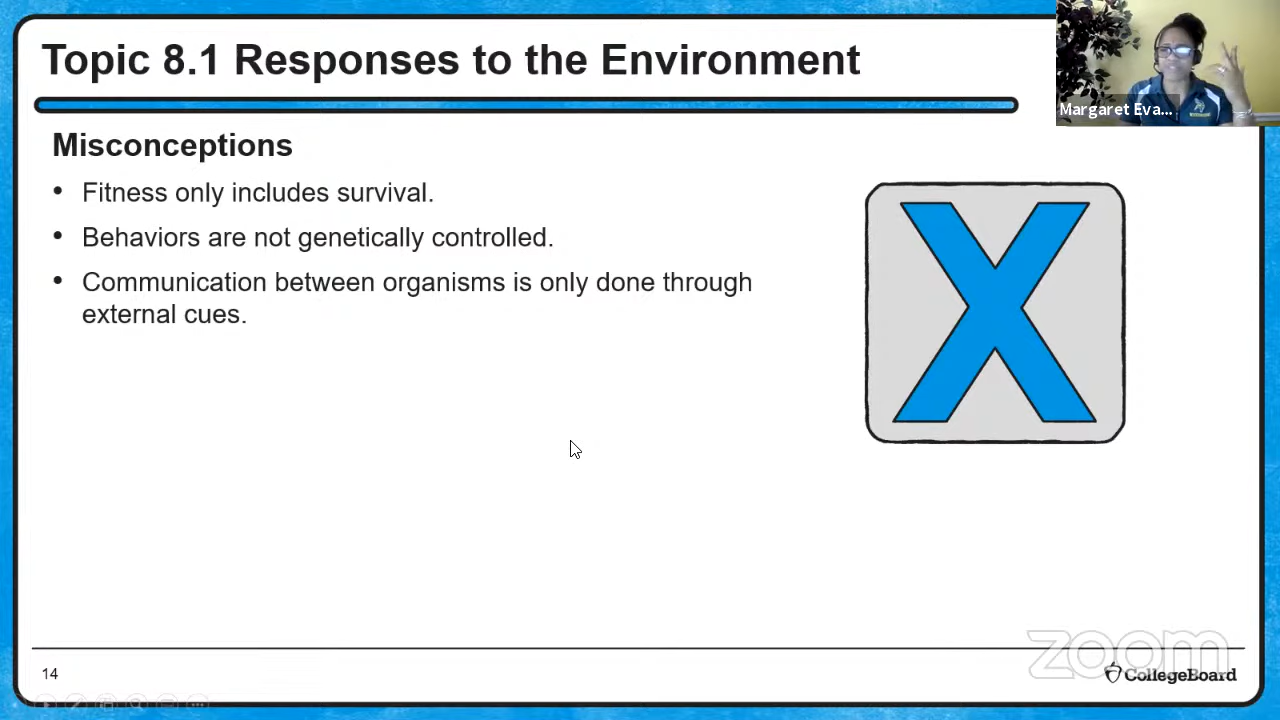 Topic 8.1 Responses to the Environment
Margaret Eva...
Misconceptions
• Fitness only includes survival.
• Behaviors are not genetically controlled.
• Communication between organisms is only done through
external cues.
X
zoom
14
CollegeBoard